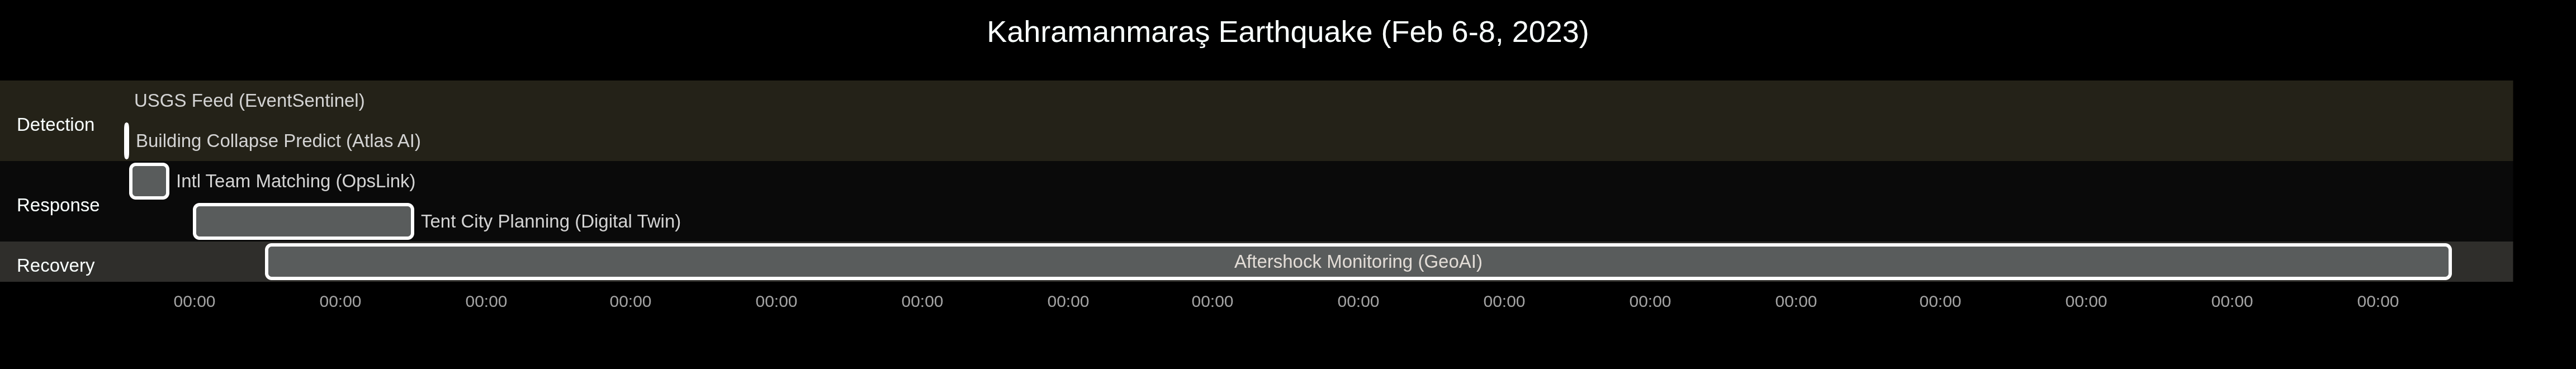 Kahramanmaraş Earthquake (Feb 6-8, 2023)
Detection
USGS Feed (EventSentinel)
Building Collapse Predict (Atlas AI)
Response
Intl Team Matching (OpsLink)
Tent City Planning (Digital Twin)
Recovery
Aftershock Monitoring (GeoAI)
00:00 00:00 00:00 00:00 00:00 00:00 00:00 00:00 00:00 00:00 00:00 00:00 00:00 00:00 00:00 00:00